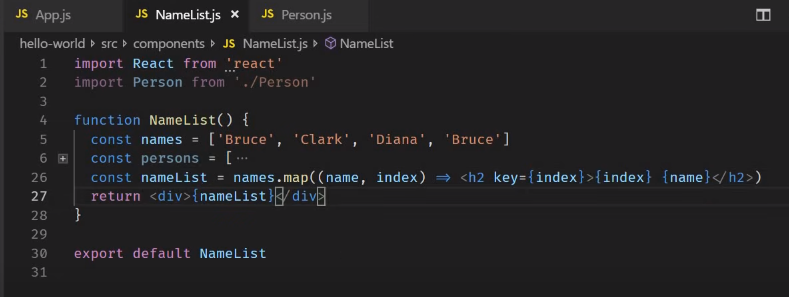 JS App.js JS NameList.js × JS Person.js
hello-world › src › components › JS NameList.js › NameList
1 import React from 'react'
2 import Person from './Person'
3
4 function NameList() {
5 const names = ['Bruce', 'Clark', 'Diana', 'Bruce']
6 const persons = [⋯
26 const nameList = names.map((name, index) => <h2 key={index}>{index} {name}</h2>)
27 return <div>{nameList}</div>
28 }
29
30 export default NameList
31